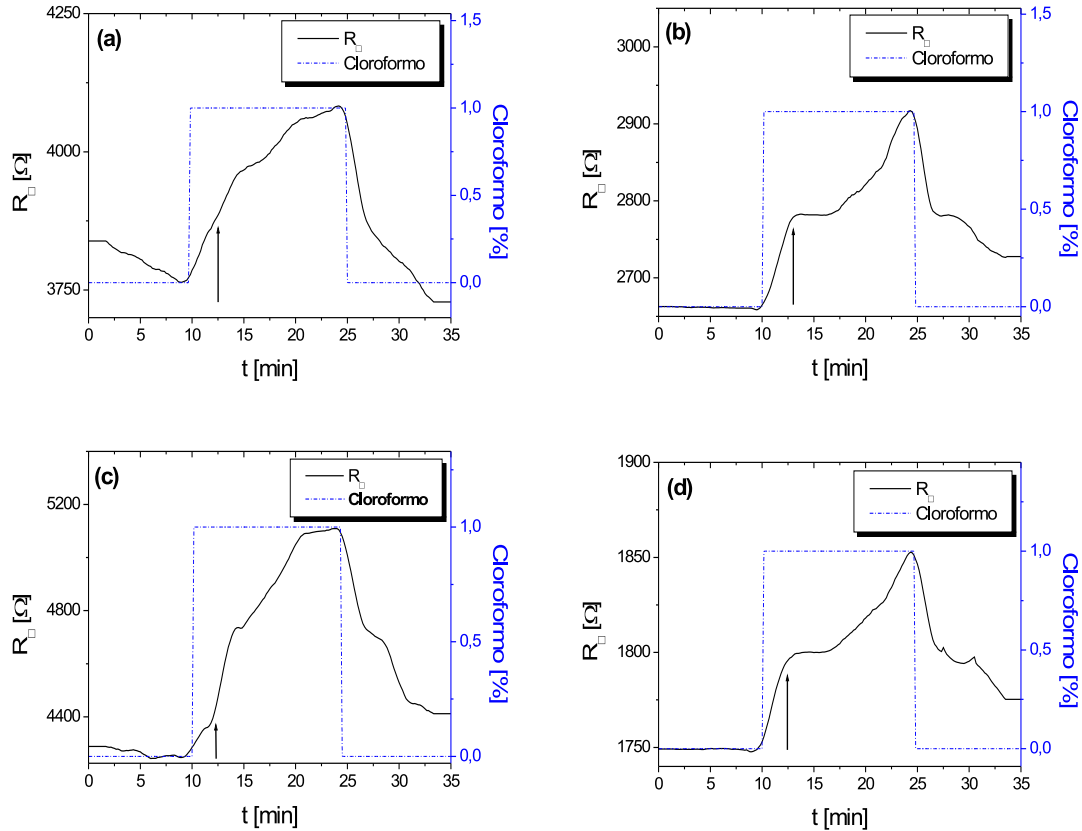 (a)
R□
Cloroformo
4250
4000
3750
R□ [Ω]
1,5
1,0
0,5
0,0
Cloroformo [%]
0 5 10 15 20 25 30 35
t [min]
(b)
R□
Cloroformo
3000
2900
2800
2700
R□ [Ω]
1,5
1,0
0,5
0,0
Cloroformo [%]
0 5 10 15 20 25 30 35
t [min]
(c)
R□
Cloroformo
5200
4800
4400
R□ [Ω]
1,0
0,5
0,0
Cloroformo [%]
0 5 10 15 20 25 30 35
t [min]
(d)
R□
Cloroformo
1900
1850
1800
1750
R□ [Ω]
1,0
0,5
0,0
Cloroformo [%]
0 5 10 15 20 25 30 35
t [min]